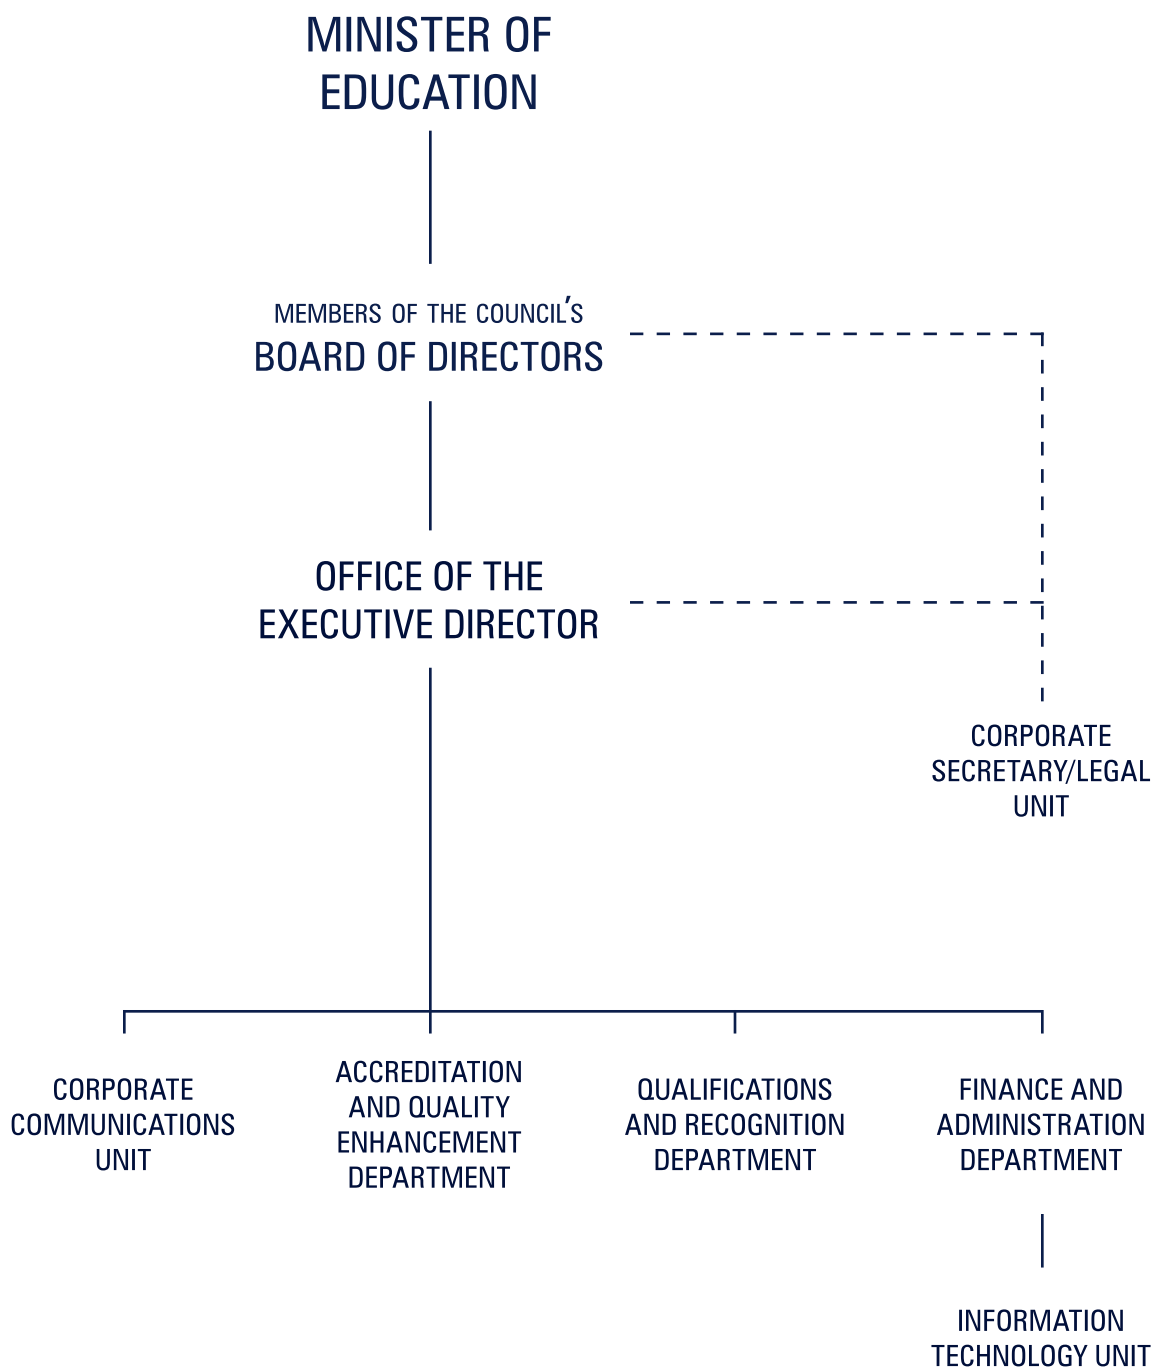 MINISTER OF
EDUCATION
MEMBERS OF THE COUNCIL'S
BOARD OF DIRECTORS
OFFICE OF THE
EXECUTIVE DIRECTOR
CORPORATE
SECRETARY/LEGAL
UNIT
CORPORATE
COMMUNICATIONS
UNIT
ACCREDITATION
AND QUALITY
ENHANCEMENT
DEPARTMENT
QUALIFICATIONS
AND RECOGNITION
DEPARTMENT
FINANCE AND
ADMINISTRATION
DEPARTMENT
INFORMATION
TECHNOLOGY UNIT